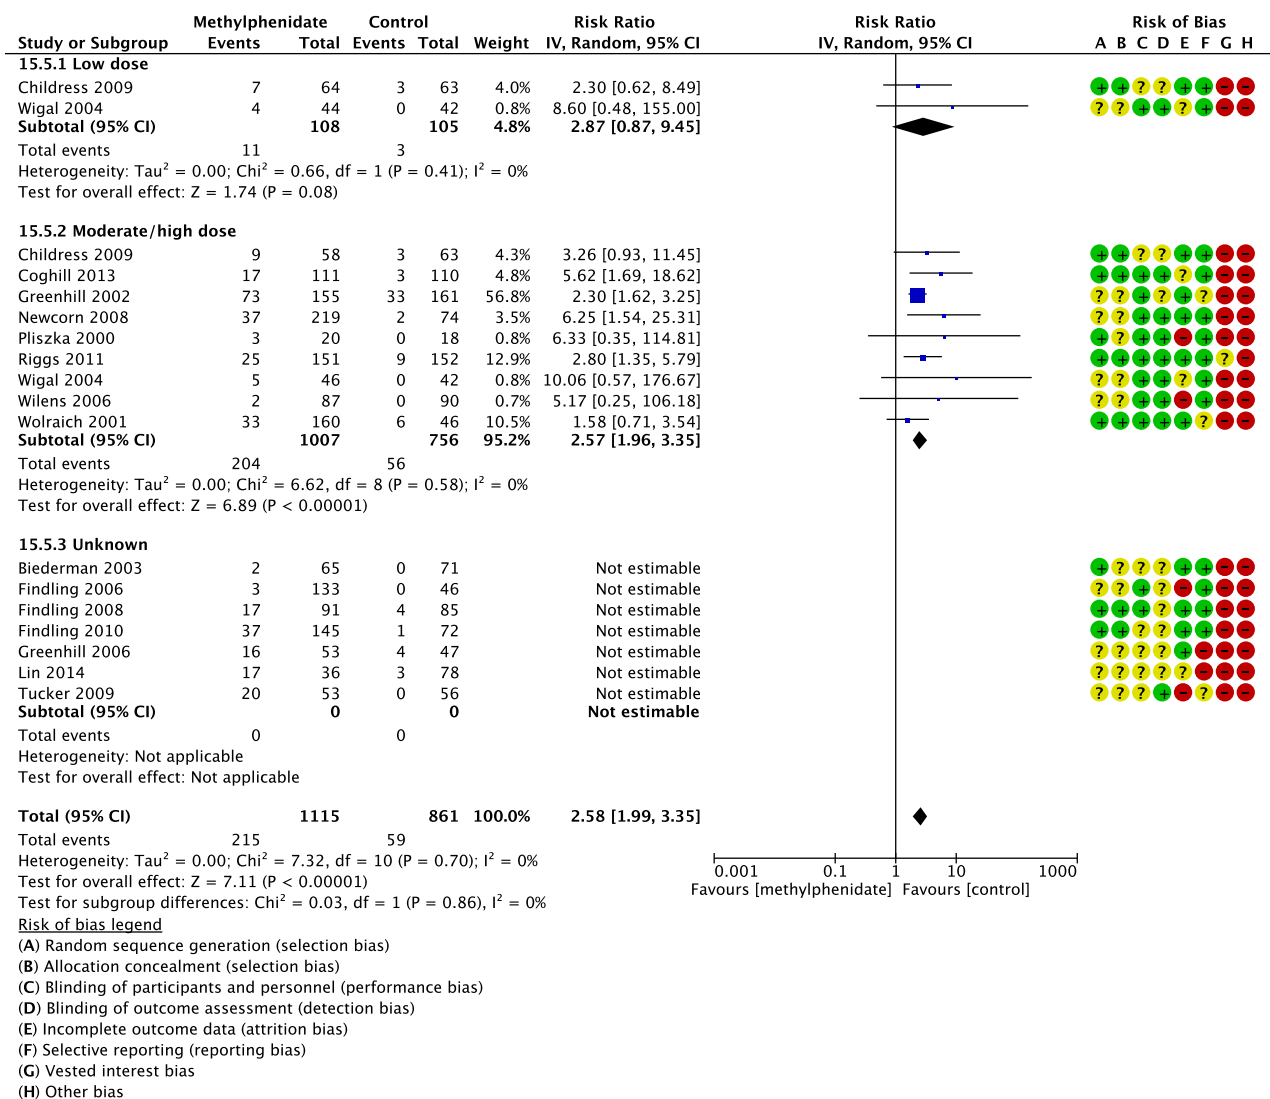 Methylphenidate Control Risk Ratio Risk Ratio Risk of Bias
Study or Subgroup Events Total Events Total Weight IV, Random, 95% CI IV, Random, 95% CI A B C D E F G H
15.5.1 Low dose
Childress 2009 7 64 3 63 4.0% 2.30 [0.62, 8.49] + + ? ? + + − −
Wigal 2004 4 44 0 42 0.8% 8.60 [0.48, 155.00] ? ? + + ? + − −
Subtotal (95% CI) 108 105 4.8% 2.87 [0.87, 9.45]
Total events 11 3
Heterogeneity: Tau² = 0.00; Chi² = 0.66, df = 1 (P = 0.41); I² = 0%
Test for overall effect: Z = 1.74 (P = 0.08)
15.5.2 Moderate/high dose
Childress 2009 9 58 3 63 4.3% 3.26 [0.93, 11.45] + + ? ? + + − −
Coghill 2013 17 111 3 110 4.8% 5.62 [1.69, 18.62] + + + + ? + − −
Greenhill 2002 73 155 33 161 56.8% 2.30 [1.62, 3.25] ? ? + ? + ? − −
Newcorn 2008 37 219 2 74 3.5% 6.25 [1.54, 25.31] ? ? + + + + − −
Pliszka 2000 3 20 0 18 0.8% 6.33 [0.35, 114.81] + ? + + − + − −
Riggs 2011 25 151 9 152 12.9% 2.80 [1.35, 5.79] + + + + + + ? −
Wigal 2004 5 46 0 42 0.8% 10.06 [0.57, 176.67] ? ? + + ? + − −
Wilens 2006 2 87 0 90 0.7% 5.17 [0.25, 106.18] ? ? + + − + − −
Wolraich 2001 33 160 6 46 10.5% 1.58 [0.71, 3.54] + + + + + ? − −
Subtotal (95% CI) 1007 756 95.2% 2.57 [1.96, 3.35]
Total events 204 56
Heterogeneity: Tau² = 0.00; Chi² = 6.62, df = 8 (P = 0.58); I² = 0%
Test for overall effect: Z = 6.89 (P < 0.00001)
15.5.3 Unknown
Biederman 2003 2 65 0 71 Not estimable + ? ? ? + + − −
Findling 2006 3 133 0 46 Not estimable ? ? + ? − + − −
Findling 2008 17 91 4 85 Not estimable + + + ? + + − −
Findling 2010 37 145 1 72 Not estimable + + ? ? + + − −
Greenhill 2006 16 53 4 47 Not estimable ? ? ? ? + − − −
Lin 2014 17 36 3 78 Not estimable ? ? ? ? ? − − −
Tucker 2009 20 53 0 56 Not estimable ? ? ? + − ? − −
Subtotal (95% CI) 0 0 Not estimable
Total events 0 0
Heterogeneity: Not applicable
Test for overall effect: Not applicable
Total (95% CI) 1115 861 100.0% 2.58 [1.99, 3.35]
Total events 215 59
Heterogeneity: Tau² = 0.00; Chi² = 7.32, df = 10 (P = 0.70); I² = 0%
Test for overall effect: Z = 7.11 (P < 0.00001)
Test for subgroup differences: Chi² = 0.03, df = 1 (P = 0.86), I² = 0%
0.001 0.1 1 10 1000
Favours [methylphenidate] Favours [control]
Risk of bias legend
(A) Random sequence generation (selection bias)
(B) Allocation concealment (selection bias)
(C) Blinding of participants and personnel (performance bias)
(D) Blinding of outcome assessment (detection bias)
(E) Incomplete outcome data (attrition bias)
(F) Selective reporting (reporting bias)
(G) Vested interest bias
(H) Other bias